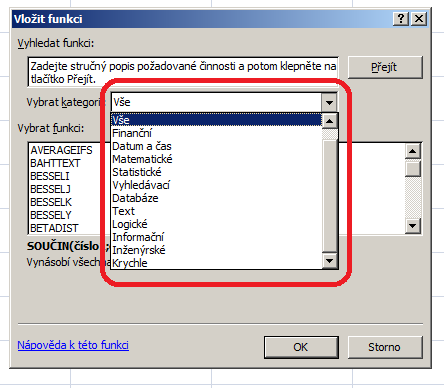 Vložit funkci
Vyhledat funkci:
Zadejte stručný popis požadované činnosti a potom klepněte na
tlačítko Přejít.
Přejít
Vybrat kategorii:
Vše
Vše
Finanční
Datum a čas
Matematické
Statistické
Vyhledávací
Databáze
Text
Logické
Informační
Inženýrské
Krychle
Vybrat funkci:
AVERAGEIFS
BAHTTEXT
BESSELI
BESSELJ
BESSELK
BESSELY
BETADIST
SOUČIN(číslo
Vynásobí všechna
Nápověda k této funkci
OK
Storno